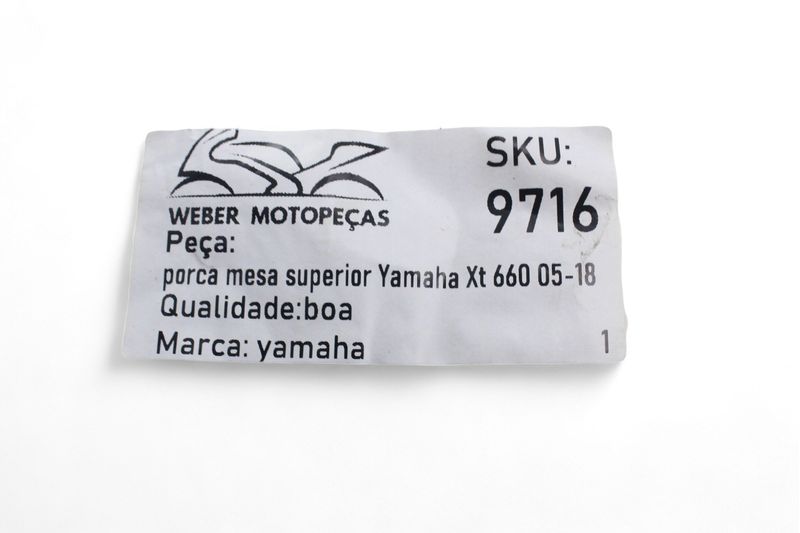 WEBER MOTOPEÇAS
SKU:
9716
Peça:
porca mesa superior Yamaha Xt 660 05-18
Qualidade:boa
Marca: yamaha
1